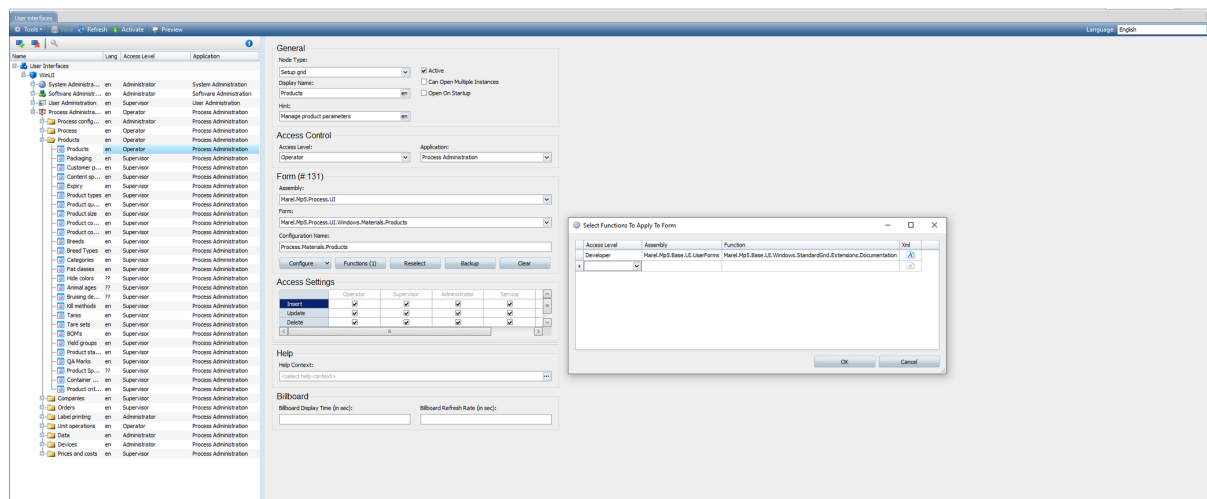 User interfaces
Tools Save Refresh Activate Preview Language: English
Name Lang Access Level Application
User Interfaces
WinUI
System Administra... en Administrator System Administration
Software Administr... en Administrator Software Administration
User Administration en Supervisor User Administration
Process Administra... en Operator Process Administration
Process config... en Administrator Process Administration
Process en Operator Process Administration
Products en Operator Process Administration
Products en Operator Process Administration
Packaging en Supervisor Process Administration
Customer p... en Supervisor Process Administration
Content sp... en Supervisor Process Administration
Expiry en Supervisor Process Administration
Product types en Supervisor Process Administration
Product qu... en Supervisor Process Administration
Product size en Supervisor Process Administration
Product co... en Supervisor Process Administration
Product co... en Supervisor Process Administration
Breeds en Supervisor Process Administration
Breed Types en Supervisor Process Administration
Categories en Supervisor Process Administration
Fat classes en Supervisor Process Administration
Hide colors ?? Supervisor Process Administration
Animal ages ?? Supervisor Process Administration
Bruising de... ?? Supervisor Process Administration
Kill methods ?? Supervisor Process Administration
Tares en Supervisor Process Administration
Tare sets en Supervisor Process Administration
BOM's en Supervisor Process Administration
Yield groups en Supervisor Process Administration
Product sta... en Supervisor Process Administration
QA Marks en Supervisor Process Administration
Product Sp... ?? Supervisor Process Administration
Container ... en Supervisor Process Administration
Product crit... en Supervisor Process Administration
Companies en Supervisor Process Administration
Orders en Supervisor Process Administration
Label printing en Administrator Process Administration
Unit operations en Operator Process Administration
Data en Administrator Process Administration
Devices en Administrator Process Administration
Prices and costs en Supervisor Process Administration
General
Node Type:
Setup grid Active
Display Name: Can Open Multiple Instances
Products en Open On Startup
Hint:
Manage product parameters en
Access Control
Access Level: Application:
Operator Process Administration
Form (#:131)
Assembly:
Marel.Mp5.Process.UI
Form:
Marel.Mp5.Process.UI.Windows.Materials.Products
Configuration Name:
Process.Materials.Products
Configure Functions (1) Reselect Backup Clear
Access Settings
Operator Supervisor Administrator Service
Insert
Update
Delete
Help
Help Context:
<select help context>
Billboard
Billboard Display Time (in sec): Billboard Refresh Rate (in sec):
Select Functions To Apply To Form
Access Level Assembly Function Xml
Developer Marel.Mp5.Base.UI.UserForms Marel.Mp5.Base.UI.Windows.StandardGrid.Extensions.Documentation
OK Cancel